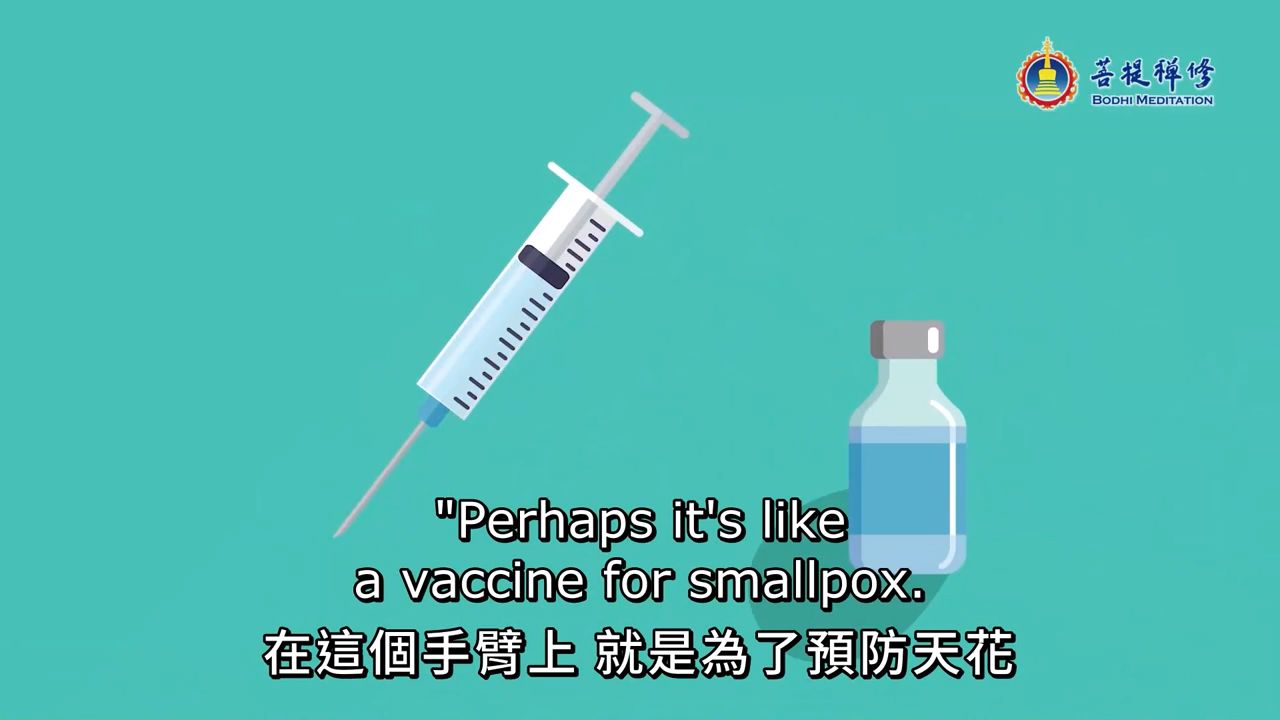 菩提禪修
BODHI MEDITATION
"Perhaps it's like
a vaccine for smallpox.
在這個手臂上 就是為了預防天花